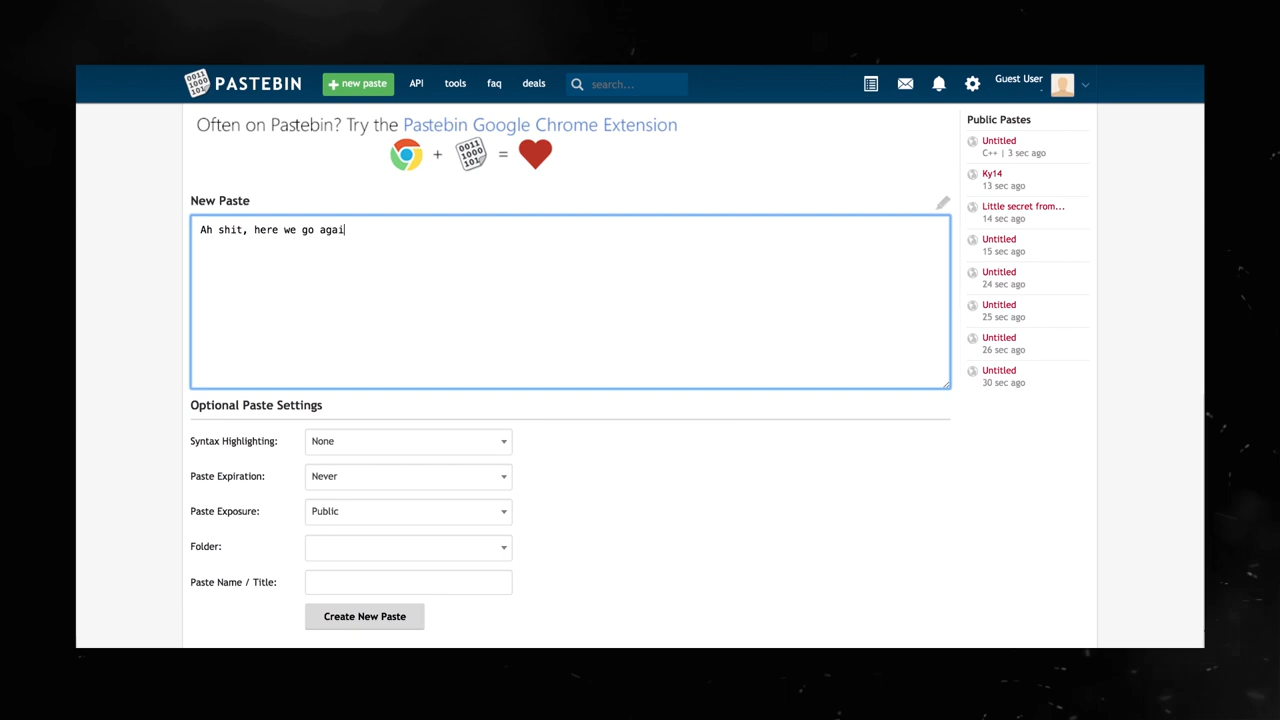 PASTEBIN
+ new paste
API
tools
faq
deals
search...
Guest User
-
Often on Pastebin? Try the Pastebin Google Chrome Extension
0011
1000
101
+
=
New Paste
Ah shit, here we go agai
Optional Paste Settings
Syntax Highlighting:
None
Paste Expiration:
Never
Paste Exposure:
Public
Folder:
Paste Name / Title:
Create New Paste
Public Pastes
Untitled
C++ | 3 sec ago
Ky14
13 sec ago
Little secret from...
14 sec ago
Untitled
15 sec ago
Untitled
24 sec ago
Untitled
25 sec ago
Untitled
26 sec ago
Untitled
30 sec ago